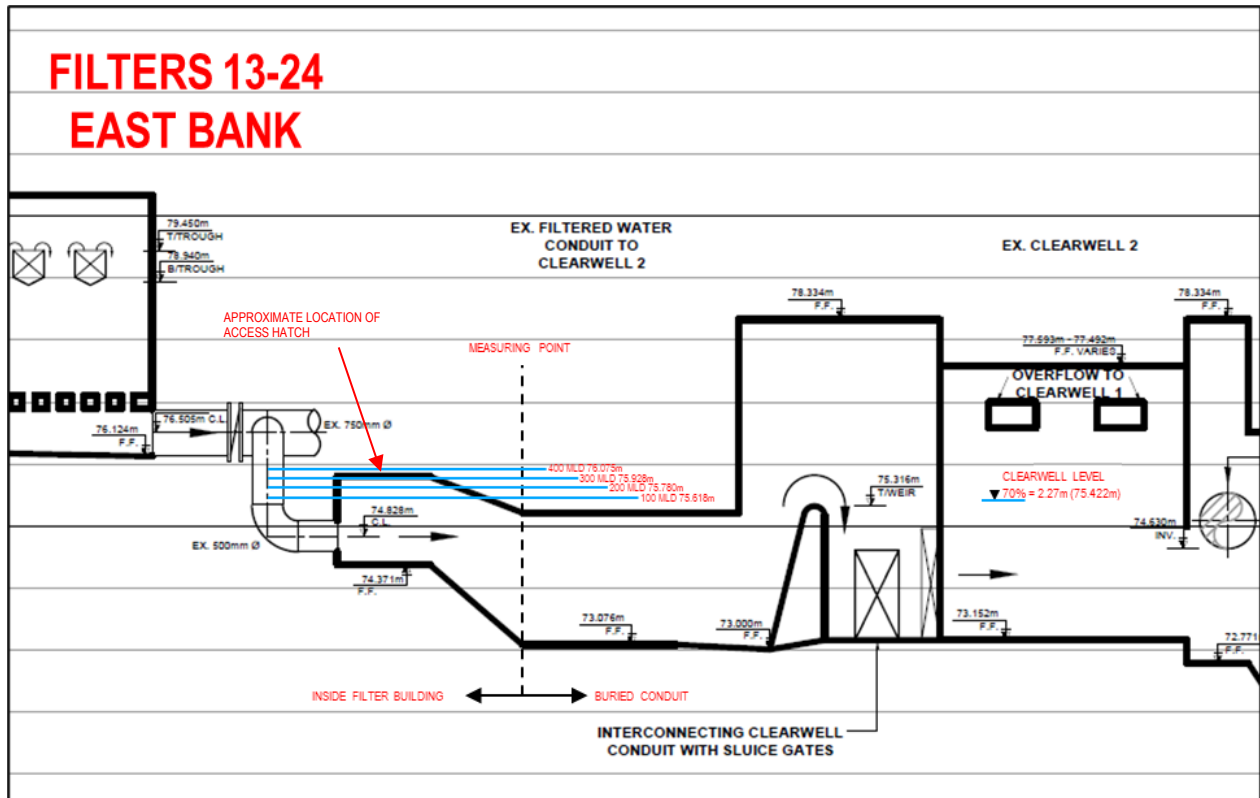 FILTERS 13-24
EAST BANK
79.450m
T/TROUGH
78.940m
B/TROUGH
EX. FILTERED WATER
CONDUIT TO
CLEARWELL 2
EX. CLEARWELL 2
78.334m
F.F.
78.334m
F.F.
APPROXIMATE LOCATION OF
ACCESS HATCH
MEASURING POINT
77.593m - 77.492m
F.F. VARIES
OVERFLOW TO
CLEARWELL 1
76.505m C.L.
EX. 750mm Ø
76.124m
F.F.
400 MLD 76.075m
300 MLD 75.928m
200 MLD 75.780m
100 MLD 75.618m
75.316m
T/WEIR
CLEARWELL LEVEL
70% = 2.27m (75.422m)
74.828m
C.L.
74.630m
INV.
EX. 500mm Ø
74.371m
F.F.
73.076m
F.F.
73.000m
F.F.
73.152m
F.F.
72.771
F.F.
INSIDE FILTER BUILDING
BURIED CONDUIT
INTERCONNECTING CLEARWELL
CONDUIT WITH SLUICE GATES